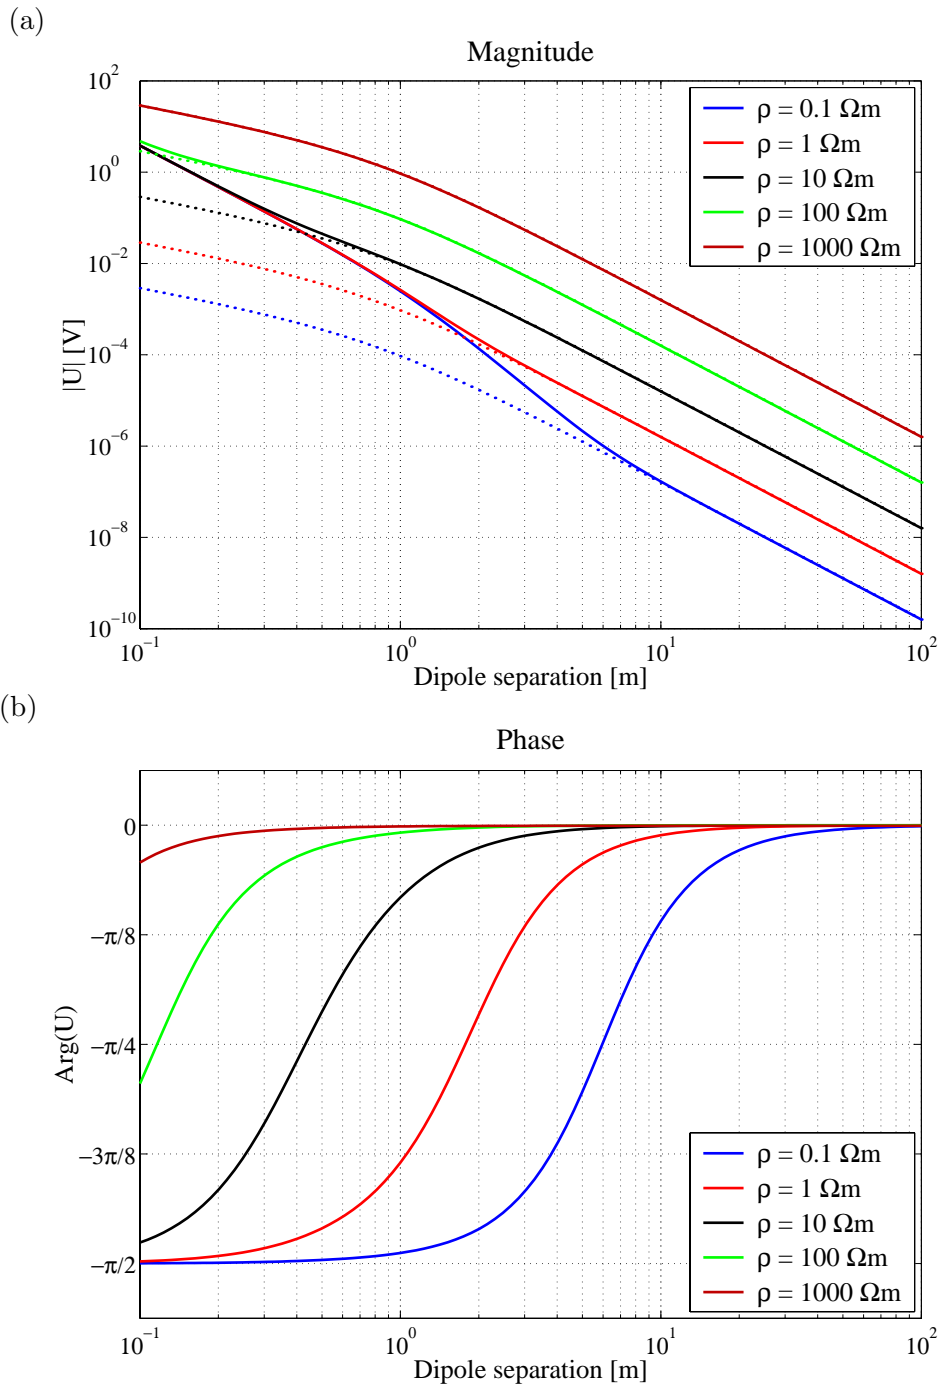 (a)
Magnitude
|U| [V]
10^2
10^0
10^−2
10^−4
10^−6
10^−8
10^−10
ρ = 0.1 Ωm
ρ = 1 Ωm
ρ = 10 Ωm
ρ = 100 Ωm
ρ = 1000 Ωm
10^−1 10^0 10^1 10^2
Dipole separation [m]
(b)
Phase
Arg(U)
0
−π/8
−π/4
−3π/8
−π/2
ρ = 0.1 Ωm
ρ = 1 Ωm
ρ = 10 Ωm
ρ = 100 Ωm
ρ = 1000 Ωm
10^−1 10^0 10^1 10^2
Dipole separation [m]